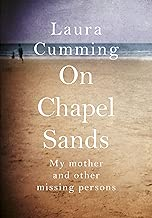 Laura
Cumming
On
Chapel
Sands
My mother
and other
missing persons